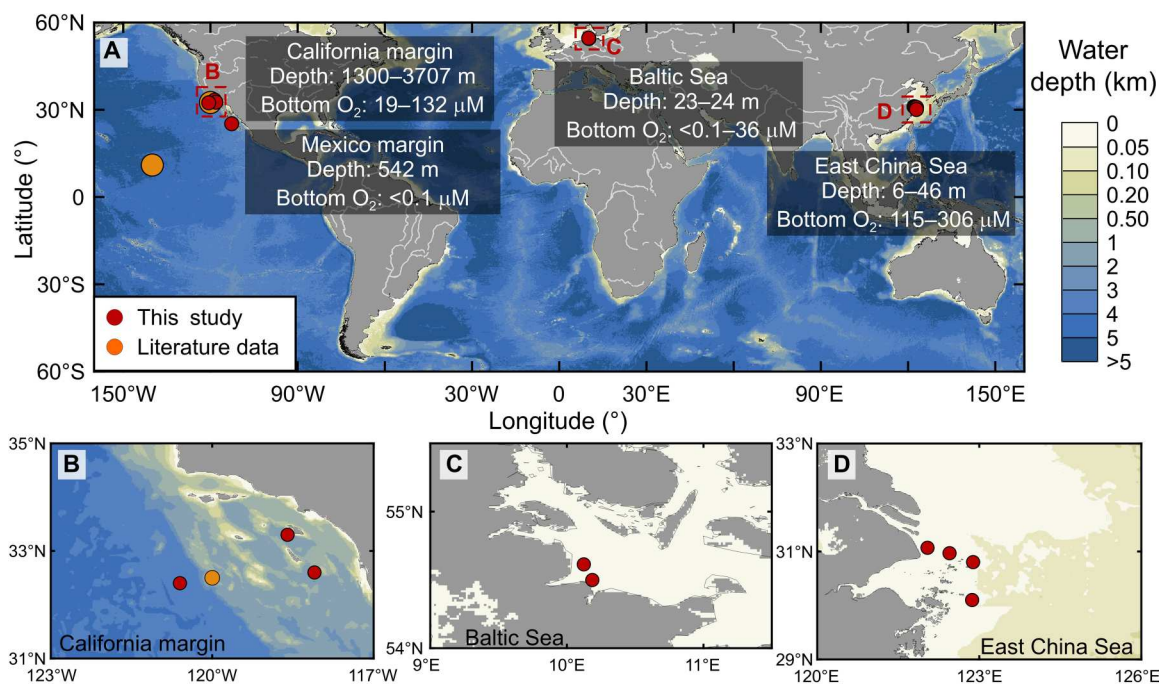 60°N
30°N
0
30°S
60°S
Latitude (°)
A
B
C
D
California margin
Depth: 1300–3707 m
Bottom O₂: 19–132 μM
Mexico margin
Depth: 542 m
Bottom O₂: <0.1 μM
Baltic Sea
Depth: 23–24 m
Bottom O₂: <0.1–36 μM
East China Sea
Depth: 6–46 m
Bottom O₂: 115–306 μM
This study
Literature data
150°W
90°W
30°W
0°
30°E
90°E
150°E
Longitude (°)
Water
depth (km)
0
0.05
0.10
0.20
0.50
1
2
3
4
5
>5
35°N
33°N
31°N
B
California margin
123°W
120°W
117°W
55°N
54°N
C
Baltic Sea
9°E
10°E
11°E
33°N
31°N
29°N
D
East China Sea
120°E
123°E
126°E